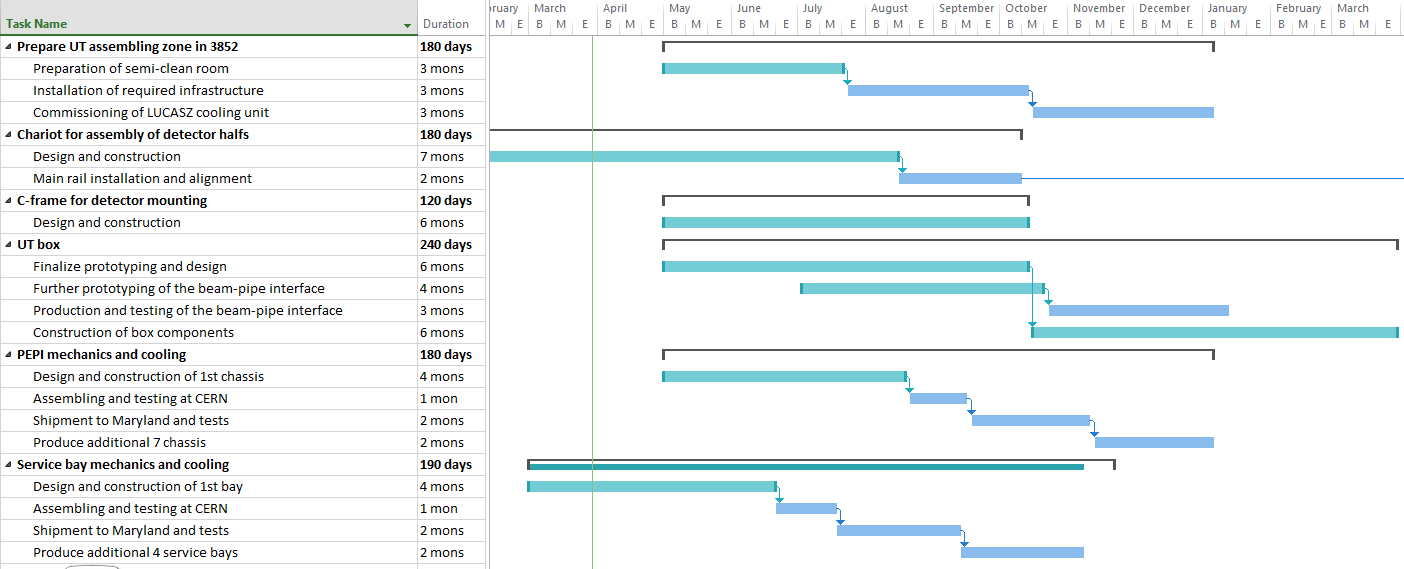 ruary March April May June July August September October November December January February March
Task Name Duration M E B M E B M E B M E B M E B M E B M E B M E B M E B M E B M E B M E B M E B M E
Prepare UT assembling zone in 3852 180 days
Preparation of semi-clean room 3 mons
Installation of required infrastructure 3 mons
Commissioning of LUCASZ cooling unit 3 mons
Chariot for assembly of detector halfs 180 days
Design and construction 7 mons
Main rail installation and alignment 2 mons
C-frame for detector mounting 120 days
Design and construction 6 mons
UT box 240 days
Finalize prototyping and design 6 mons
Further prototyping of the beam-pipe interface 4 mons
Production and testing of the beam-pipe interface 3 mons
Construction of box components 6 mons
PEPI mechanics and cooling 180 days
Design and construction of 1st chassis 4 mons
Assembling and testing at CERN 1 mon
Shipment to Maryland and tests 2 mons
Produce additional 7 chassis 2 mons
Service bay mechanics and cooling 190 days
Design and construction of 1st bay 4 mons
Assembling and testing at CERN 1 mon
Shipment to Maryland and tests 2 mons
Produce additional 4 service bays 2 mons